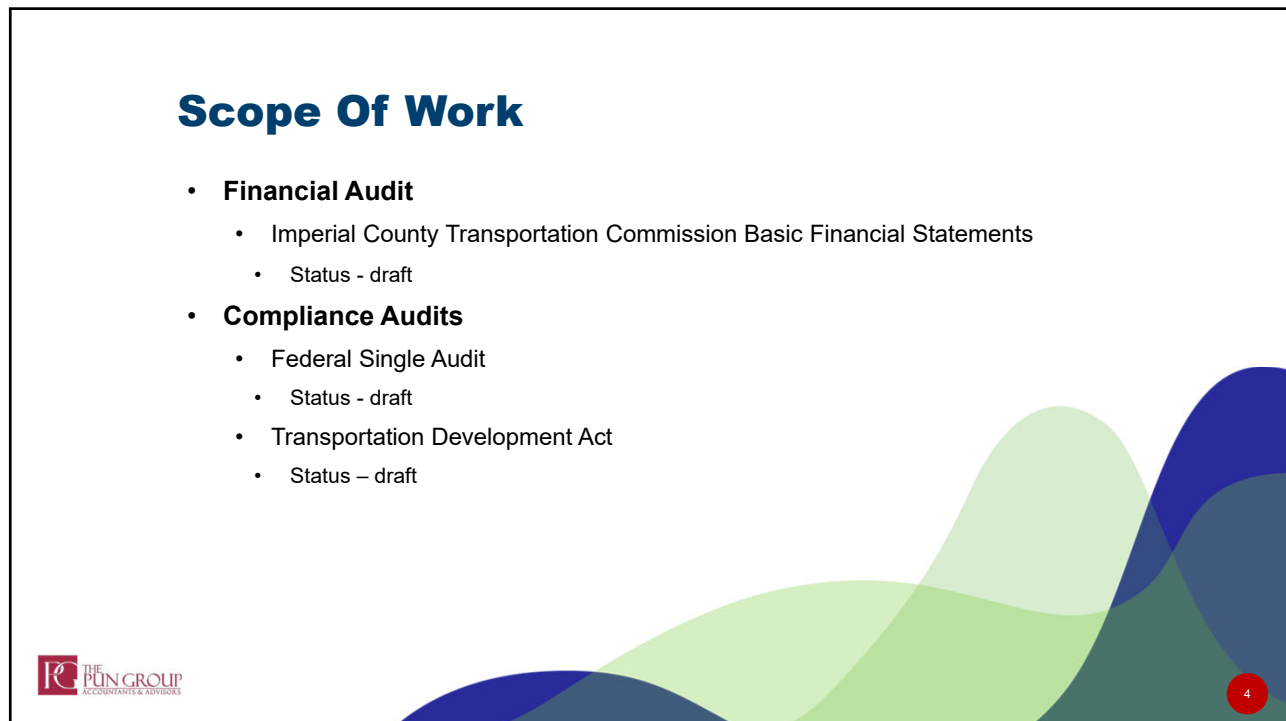 Scope Of Work
• Financial Audit
• Imperial County Transportation Commission Basic Financial Statements
• Status - draft
• Compliance Audits
• Federal Single Audit
• Status - draft
• Transportation Development Act
• Status – draft
PG THE
PUN GROUP
ACCOUNTANTS & ADVISORS
4